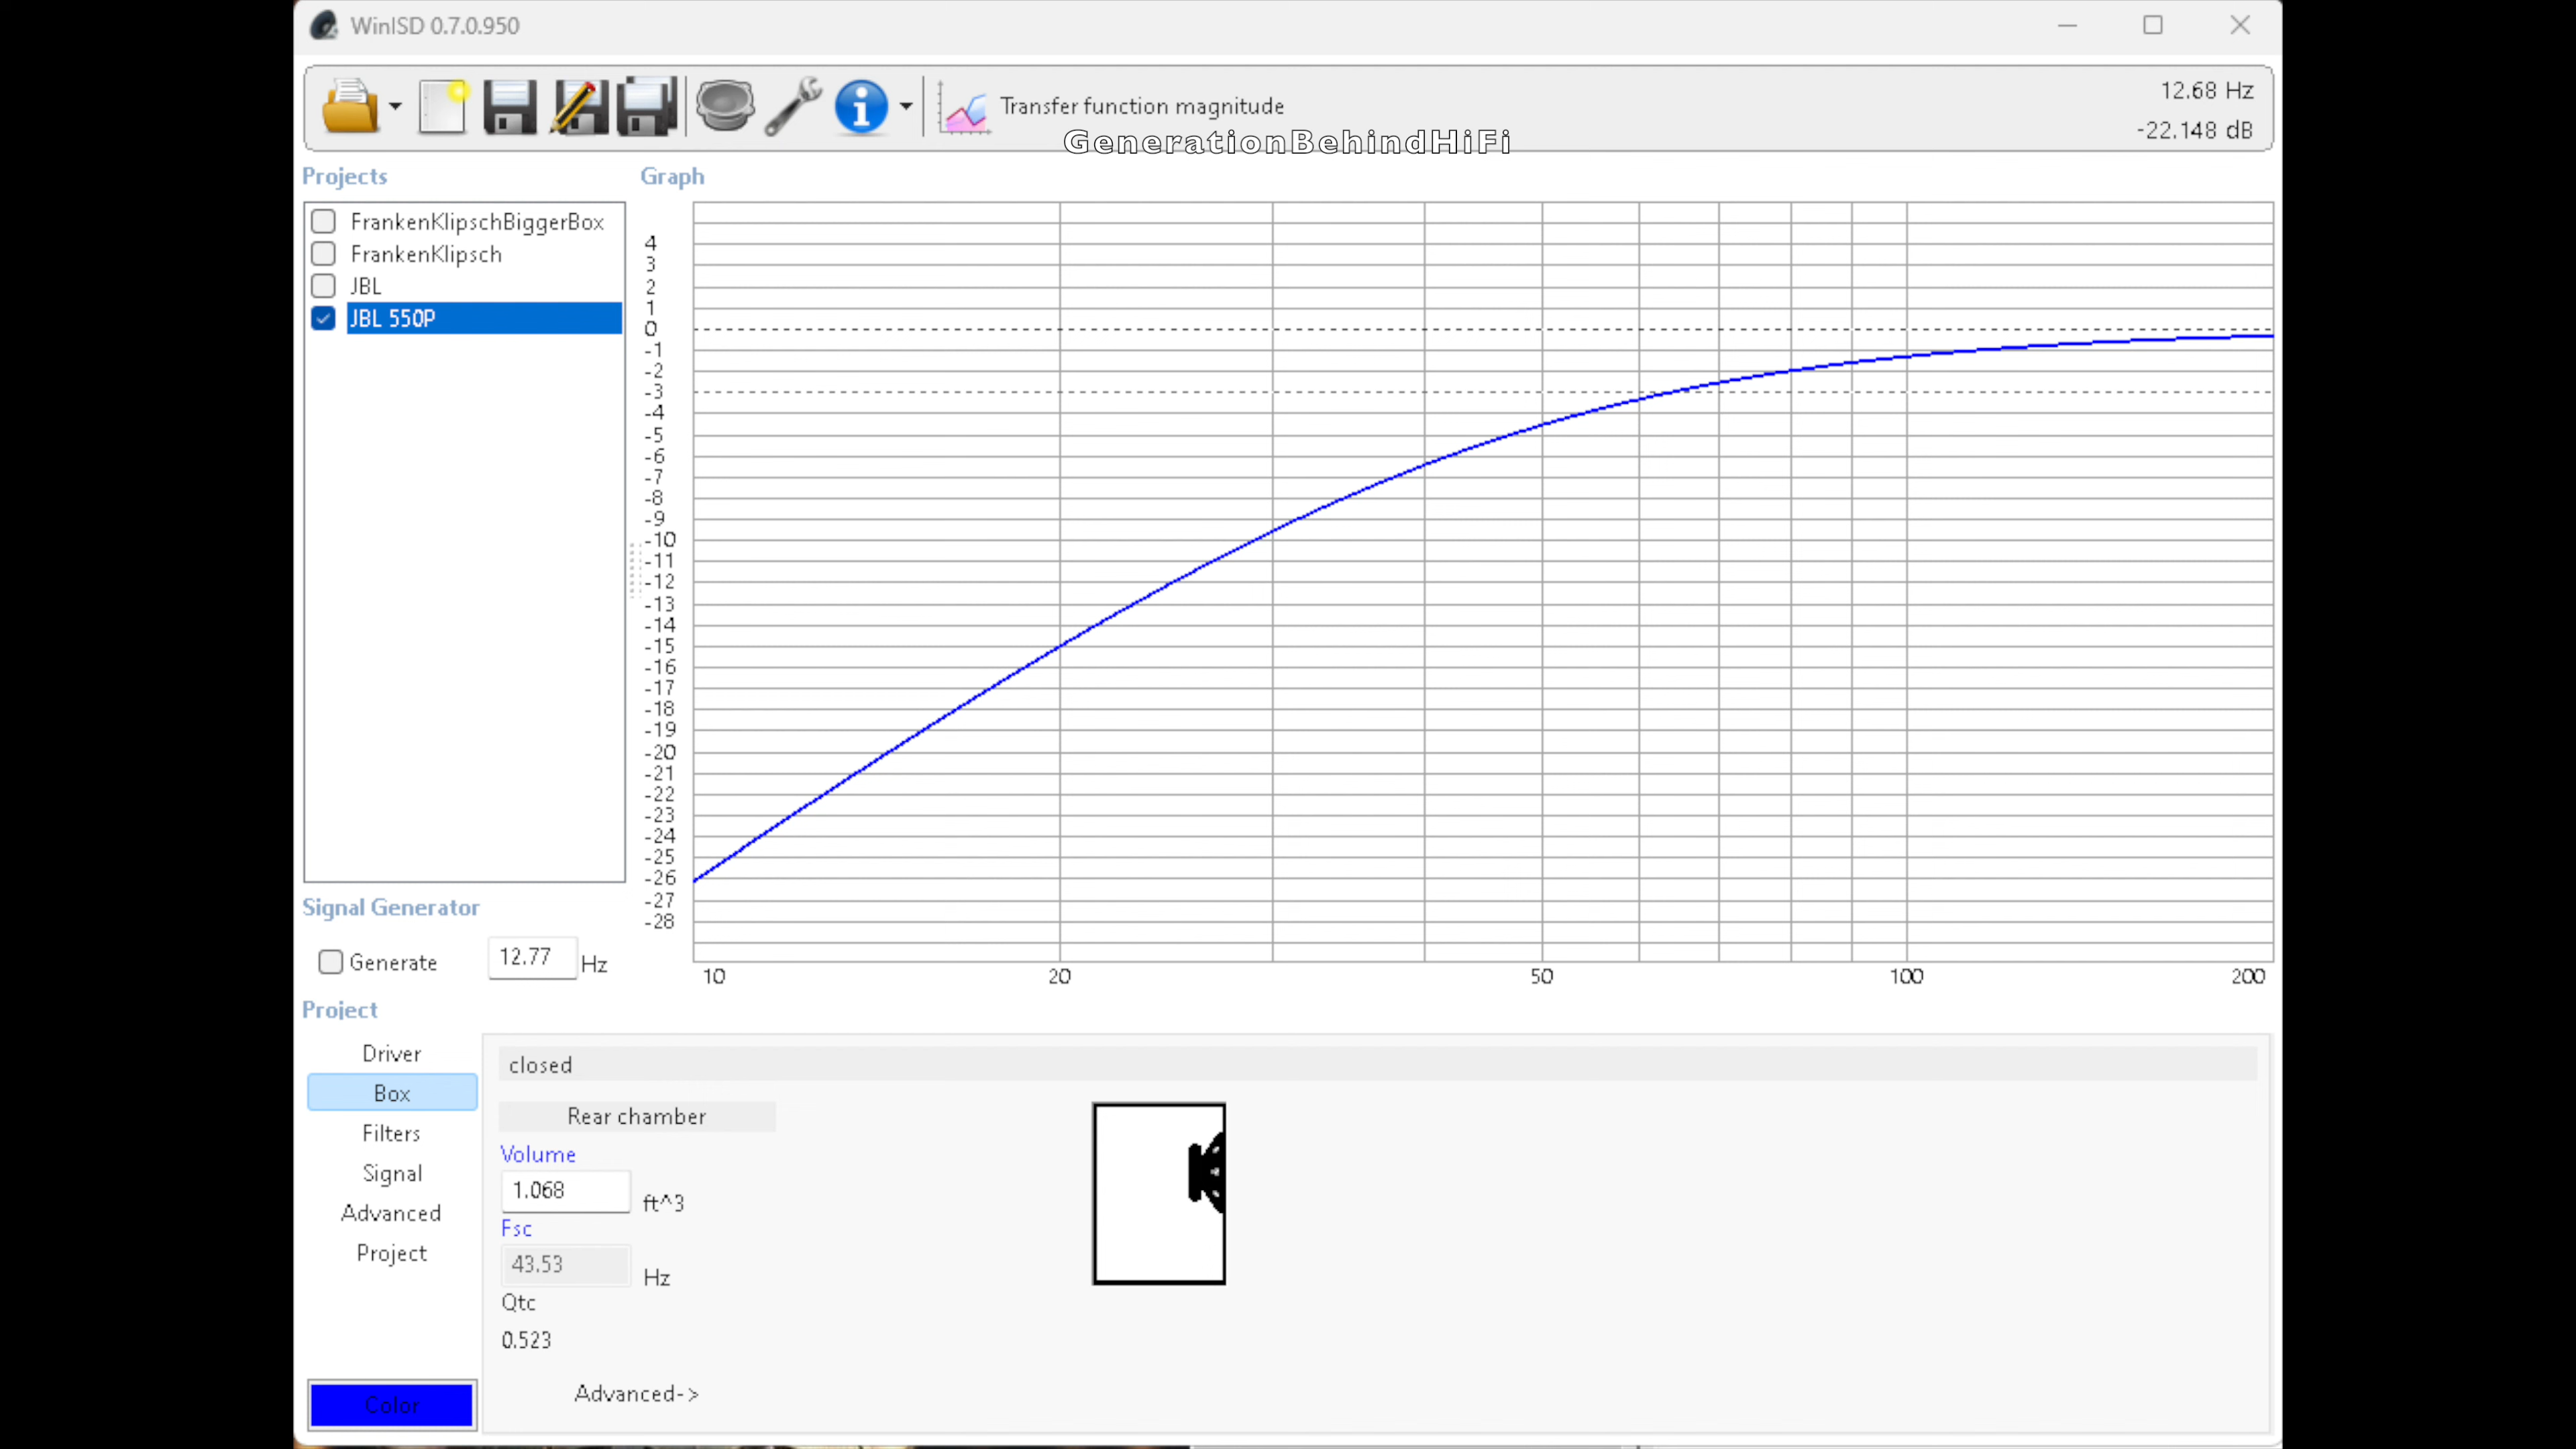 WinISD 0.7.0.950
Transfer function magnitude
12.68 Hz
-22.148 dB
GenerationBehindHiFi
Projects
FrankenKlipschBiggerBox
FrankenKlipsch
JBL
JBL 550P
Graph
4
3
2
1
0
-1
-2
-3
-4
-5
-6
-7
-8
-9
-10
-11
-12
-13
-14
-15
-16
-17
-18
-19
-20
-21
-22
-23
-24
-25
-26
-27
-28
10 20 50 100 200
Signal Generator
Generate 12.77 Hz
Project
Driver
Box
Filters
Signal
Advanced
Project
Color
closed
Rear chamber
Volume
1.068 ft^3
Fsc
43.53 Hz
Qtc
0.523
Advanced->